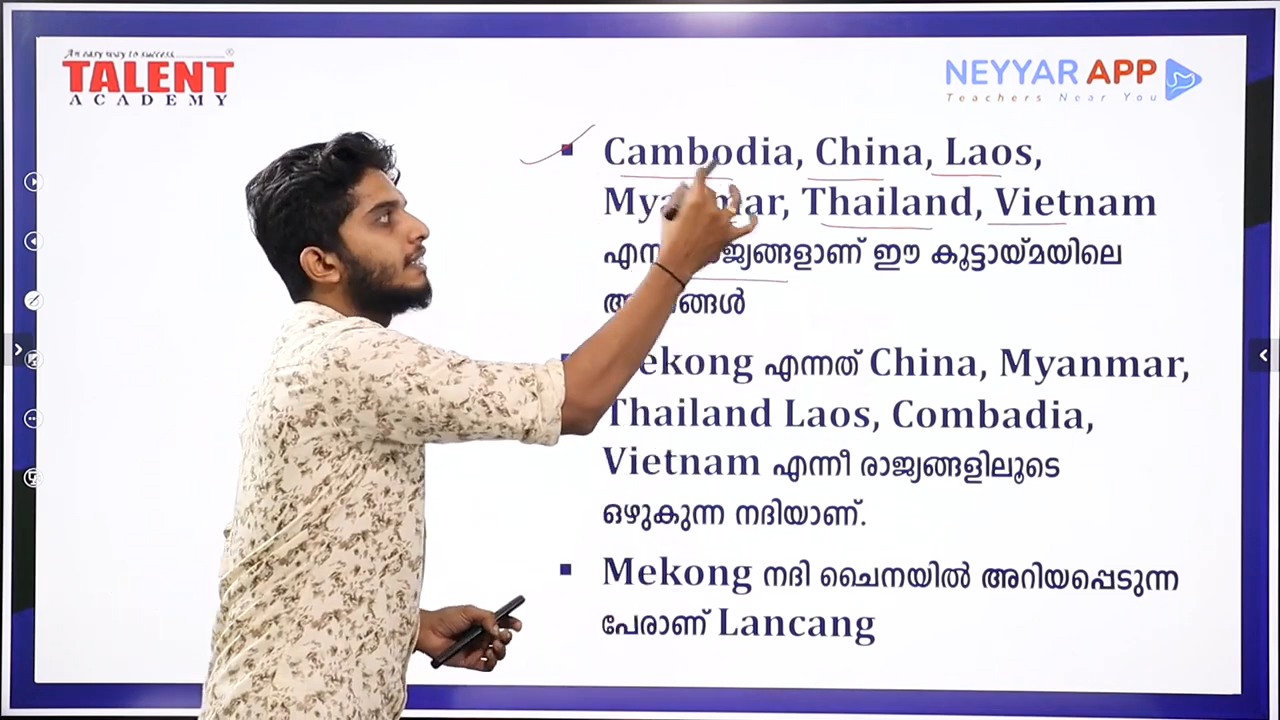 An easy way to success
TALENT
ACADEMY
NEYYAR APP
Teachers Near You
Cambodia, China, Laos,
Thailand, Vietnam
ഈ കൂട്ടായ്മയിലെ
Mekong എന്നത് China, Myanmar,
Thailand Laos, Combadia,
Vietnam എന്നീ രാജ്യങ്ങളിലൂടെ
ഒഴുകുന്ന നദിയാണ്.
Mekong നദി ചൈനയിൽ അറിയപ്പെടുന്ന
പേരാണ് Lancang